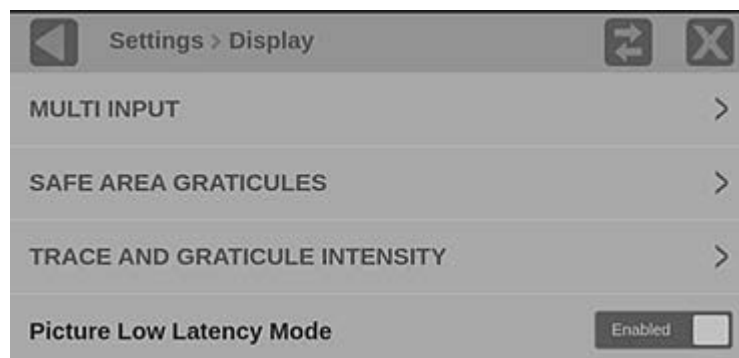 Settings > Display
MULTI INPUT
SAFE AREA GRATICULES
TRACE AND GRATICULE INTENSITY
Picture Low Latency Mode
Enabled